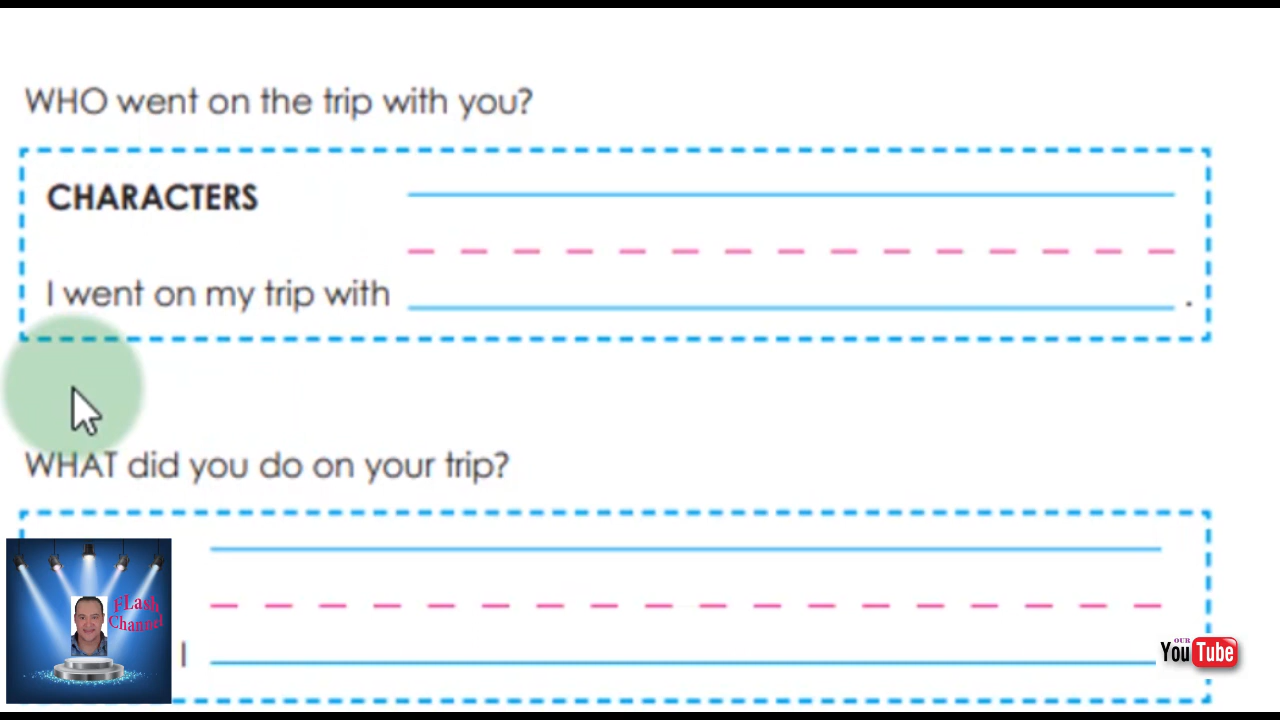 WHO went on the trip with you?
CHARACTERS
I went on my trip with .
WHAT did you do on your trip?
I
FLash
Channel
OUR
YouTube